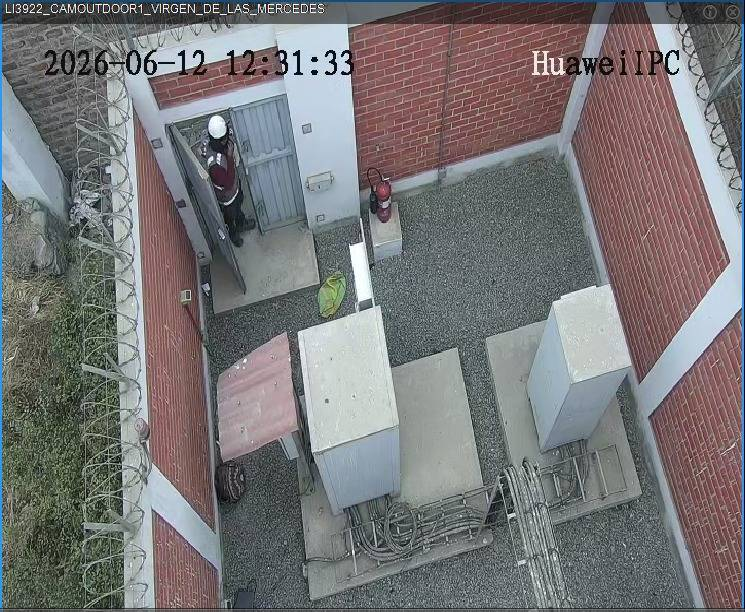 LI3922_CAMOUTDOOR1_VIRGEN_DE_LAS_MERCEDES
2026-06-12 12:31:33 HuaweiIPC